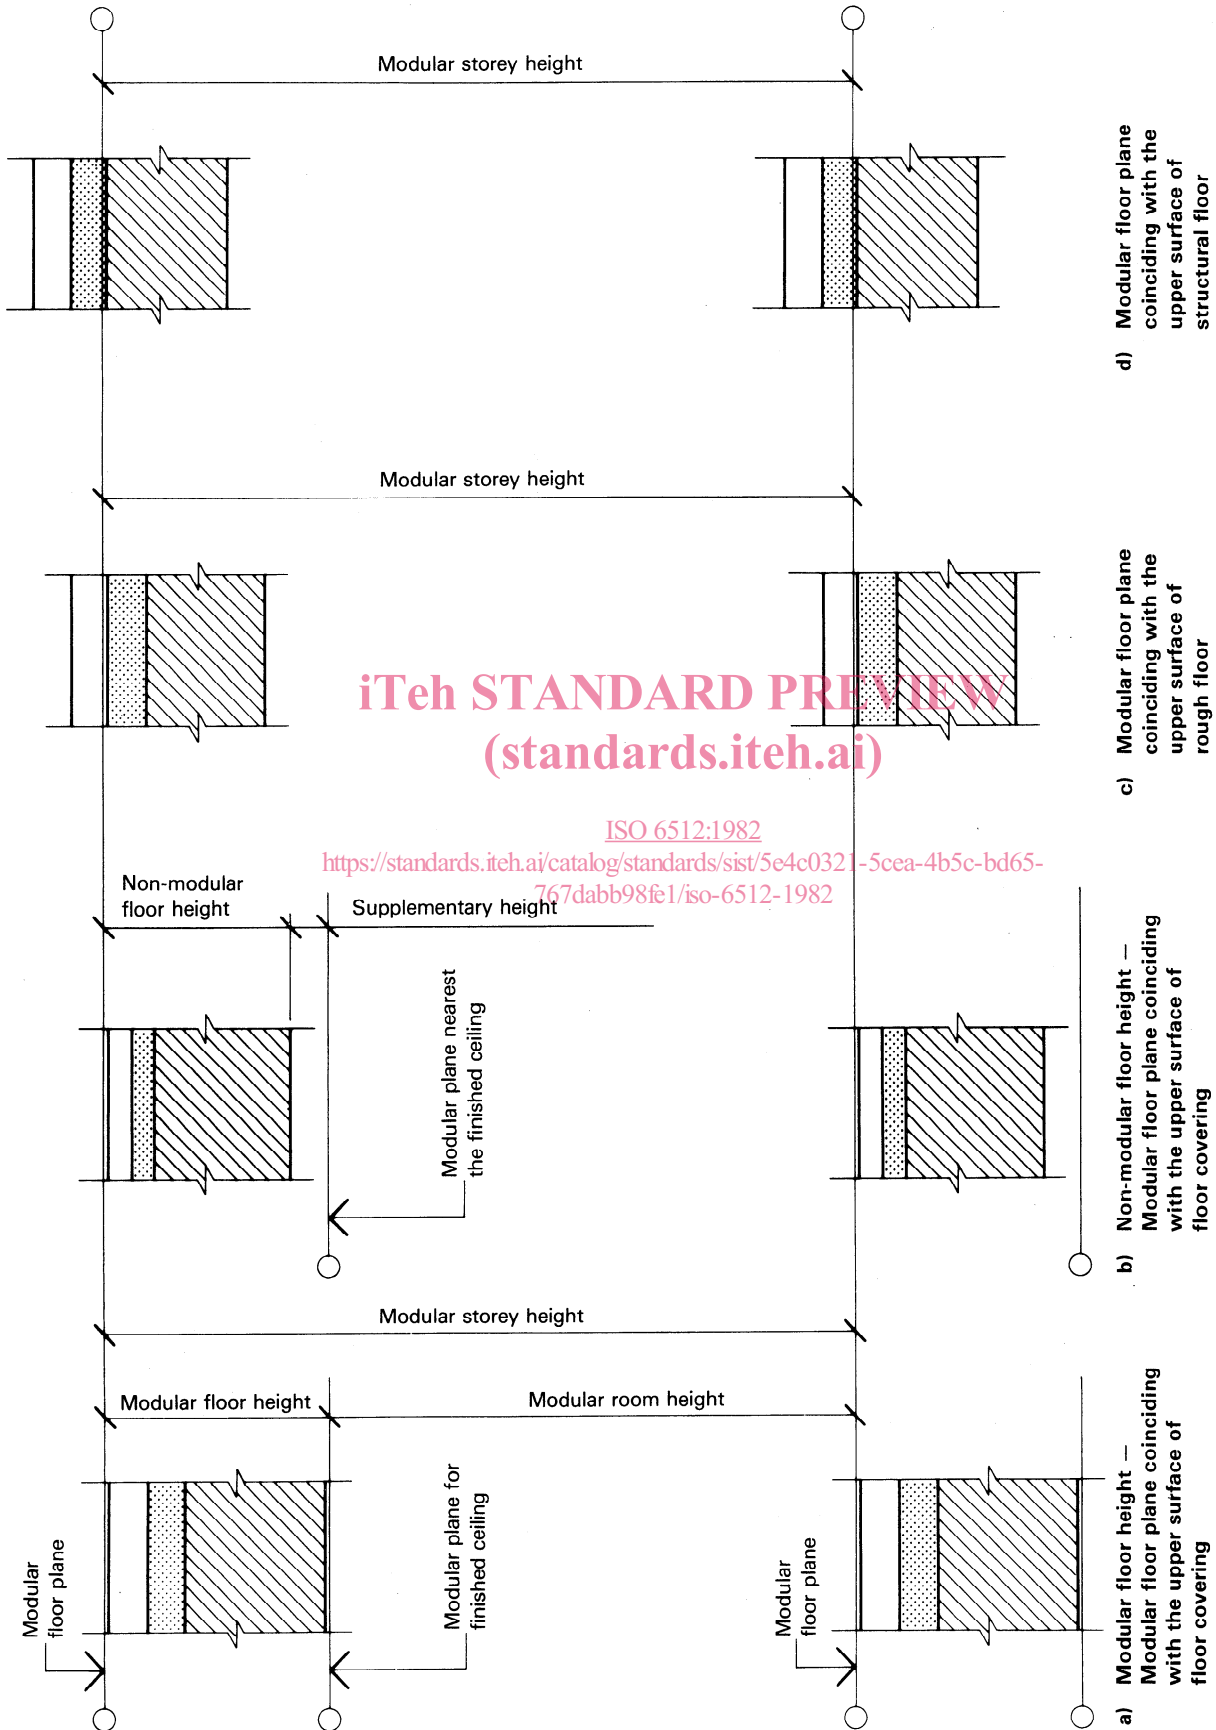 Modular storey height
d) Modular floor plane
coinciding with the
upper surface of
structural floor
Modular storey height
c) Modular floor plane
coinciding with the
upper surface of
rough floor
iTeh STANDARD PREVIEW
(standards.iteh.ai)
ISO 6512:1982
https://standards.iteh.ai/catalog/standards/sist/5e4c0321-5cea-4b5c-bd65-
767dabb98fe1/iso-6512-1982
Non-modular
floor height
Supplementary height
Modular plane nearest
the finished ceiling
b) Non-modular floor height —
Modular floor plane coinciding
with the upper surface of
floor covering
Modular storey height
Modular floor height
Modular room height
Modular
floor plane
Modular plane for
finished ceiling
Modular
floor plane
a) Modular floor height —
Modular floor plane coinciding
with the upper surface of
floor covering